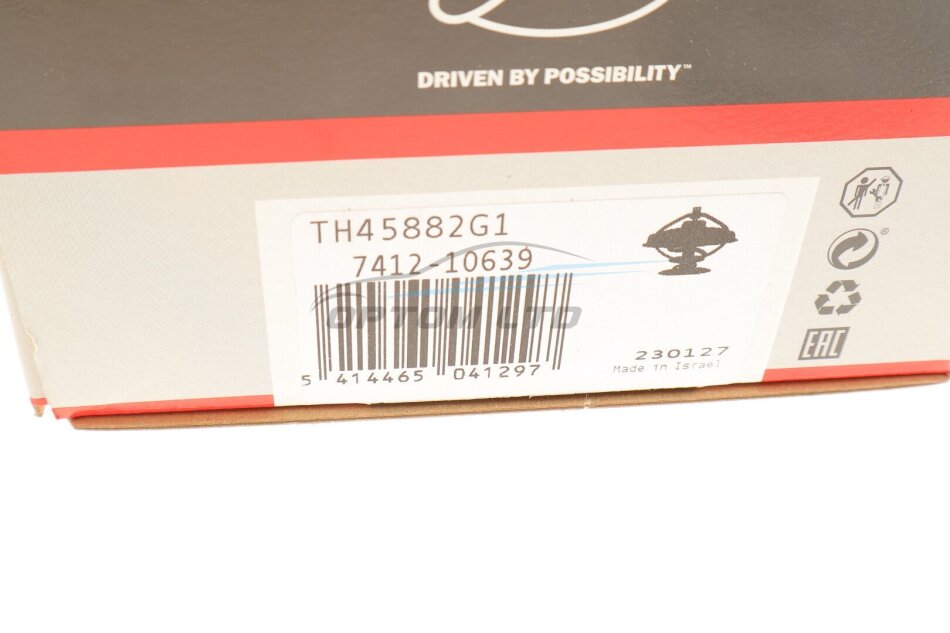 DRIVEN BY POSSIBILITY™
TH45882G1
7412-10639
OPTOM LTD
5 414465 041297
230127
Made in Israel
®
EAC